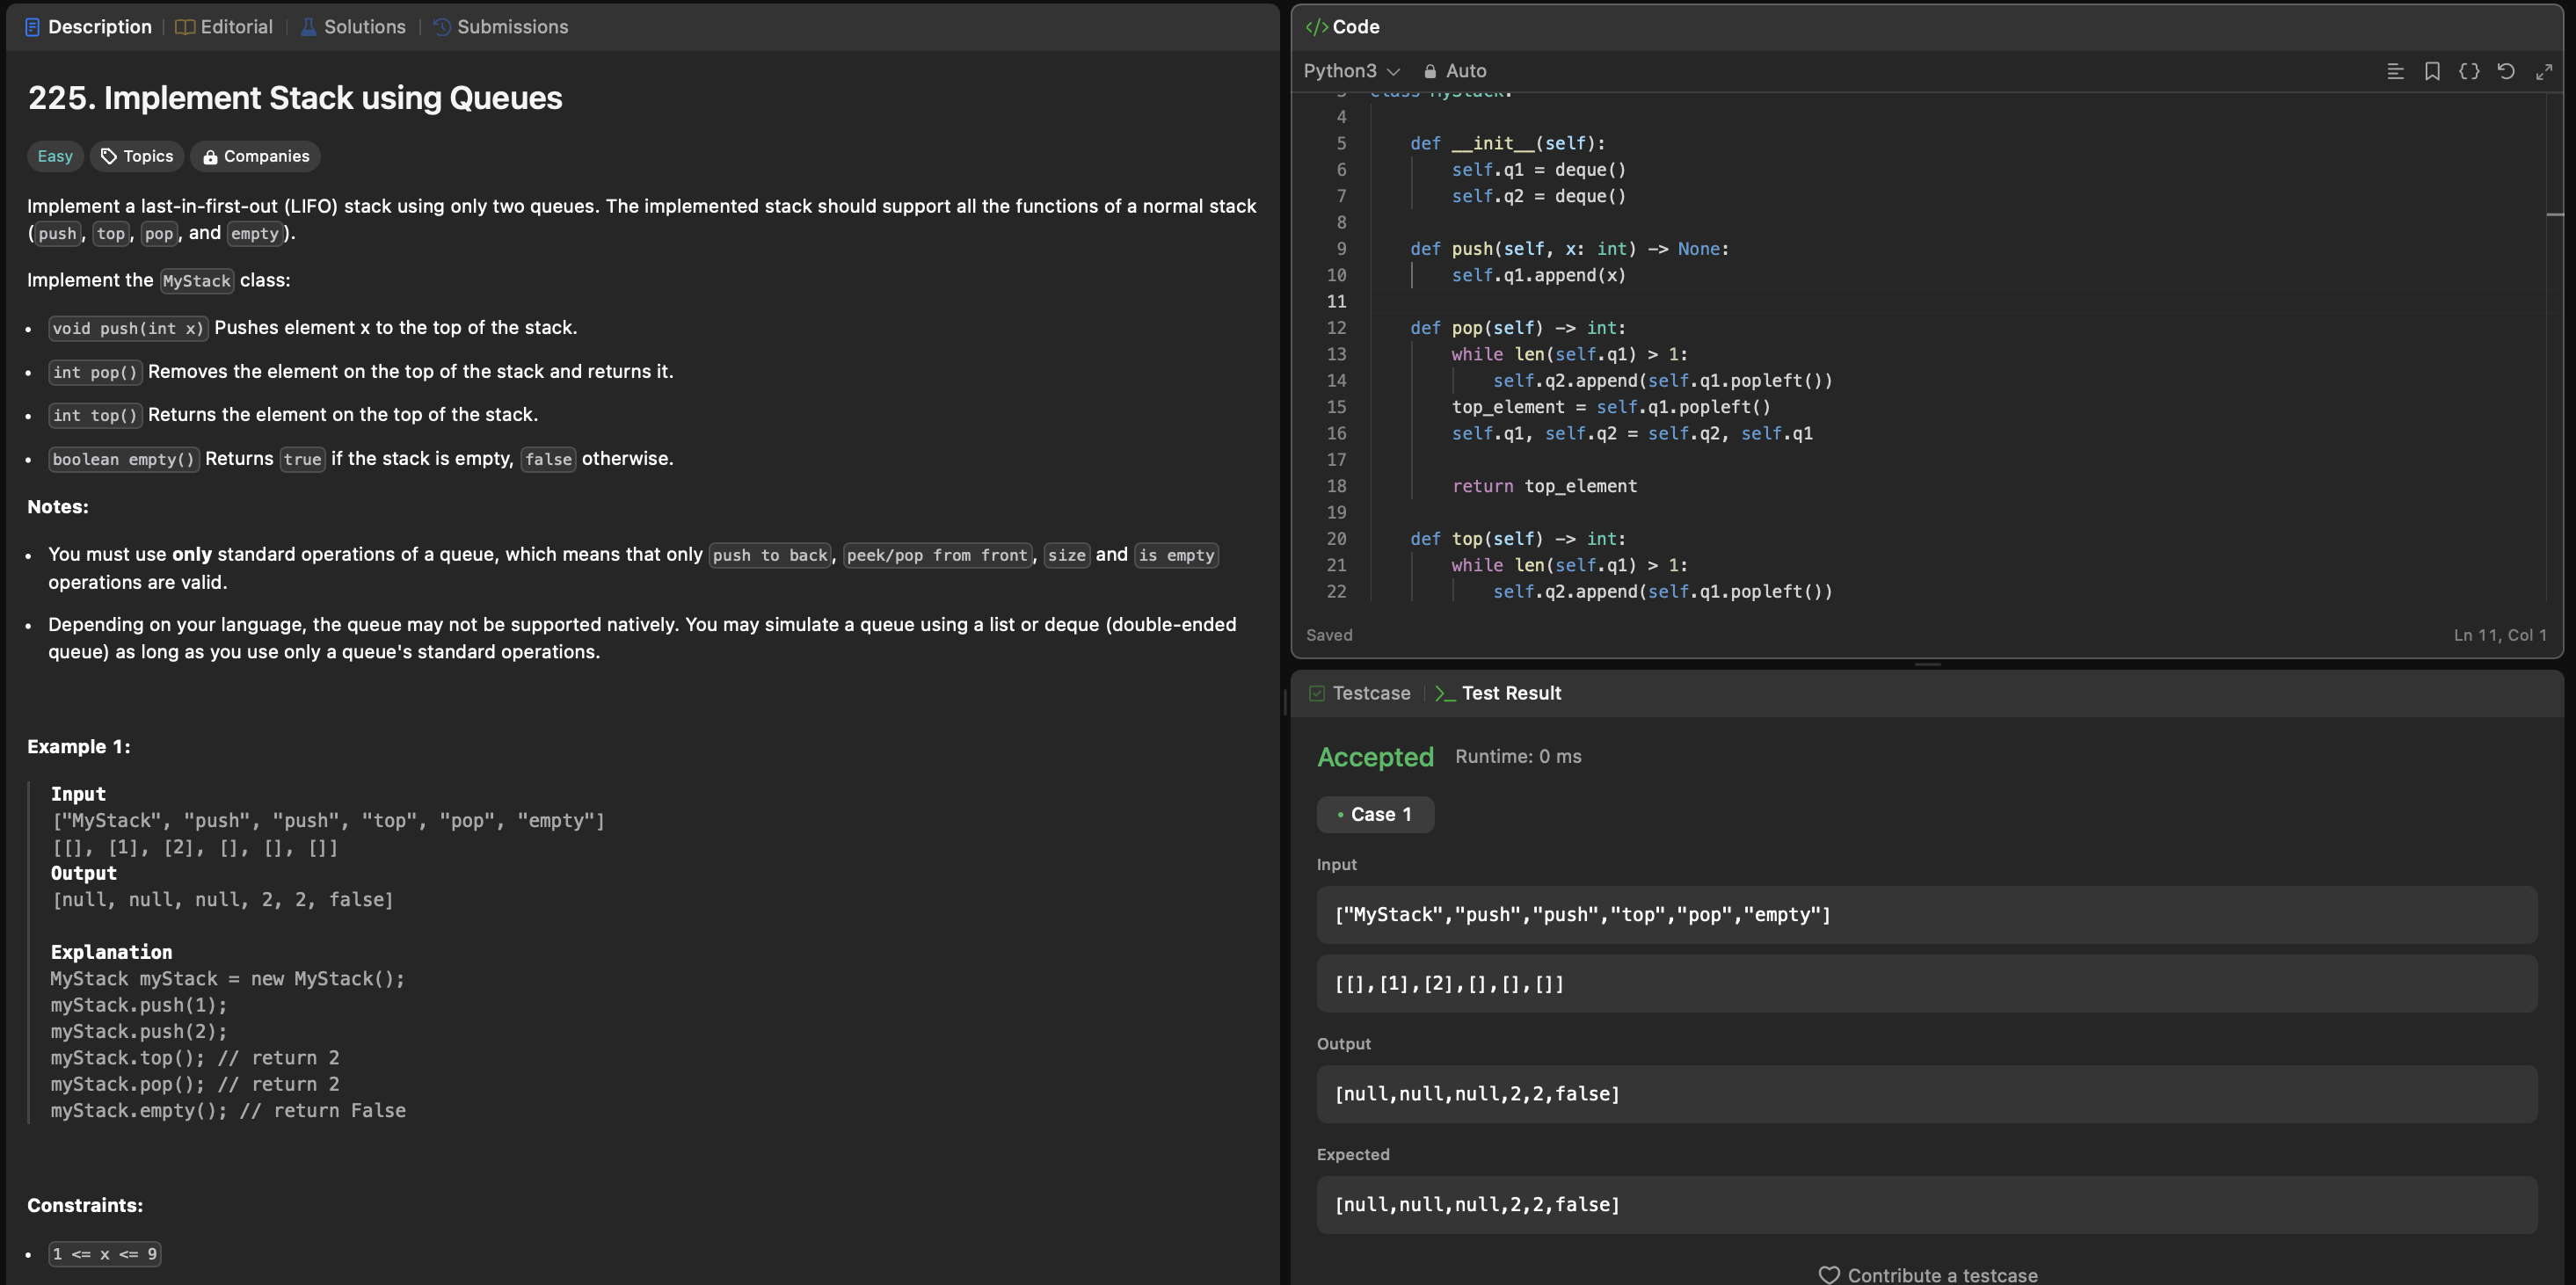 Description
Editorial
Solutions
Submissions
225. Implement Stack using Queues
Easy
Topics
Companies
Implement a last-in-first-out (LIFO) stack using only two queues. The implemented stack should support all the functions of a normal stack
(push, top, pop, and empty).
Implement the MyStack class:
• void push(int x) Pushes element x to the top of the stack.
• int pop() Removes the element on the top of the stack and returns it.
• int top() Returns the element on the top of the stack.
• boolean empty() Returns true if the stack is empty, false otherwise.
Notes:
• You must use only standard operations of a queue, which means that only push to back, peek/pop from front, size and is empty
operations are valid.
• Depending on your language, the queue may not be supported natively. You may simulate a queue using a list or deque (double-ended
queue) as long as you use only a queue's standard operations.
Example 1:
Input
["MyStack", "push", "push", "top", "pop", "empty"]
[[], [1], [2], [], [], []]
Output
[null, null, null, 2, 2, false]
Explanation
MyStack myStack = new MyStack();
myStack.push(1);
myStack.push(2);
myStack.top(); // return 2
myStack.pop(); // return 2
myStack.empty(); // return False
Constraints:
• 1 <= x <= 9
</> Code
Python3
Auto
3 class MyStack:
4
5 def __init__(self):
6 self.q1 = deque()
7 self.q2 = deque()
8
9 def push(self, x: int) -> None:
10 self.q1.append(x)
11
12 def pop(self) -> int:
13 while len(self.q1) > 1:
14 self.q2.append(self.q1.popleft())
15 top_element = self.q1.popleft()
16 self.q1, self.q2 = self.q2, self.q1
17
18 return top_element
19
20 def top(self) -> int:
21 while len(self.q1) > 1:
22 self.q2.append(self.q1.popleft())
Saved
Ln 11, Col 1
Testcase
>_ Test Result
Accepted
Runtime: 0 ms
• Case 1
Input
["MyStack","push","push","top","pop","empty"]
[[],[1],[2],[],[],[]]
Output
[null,null,null,2,2,false]
Expected
[null,null,null,2,2,false]
Contribute a testcase